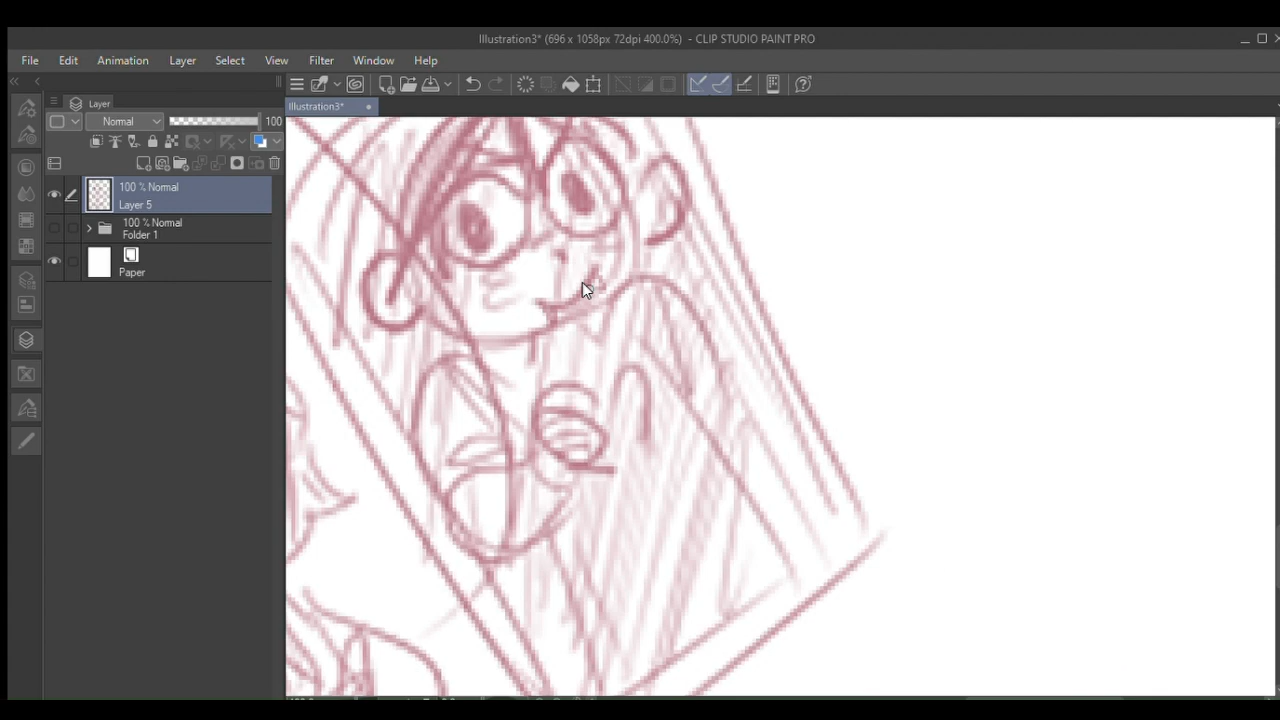 Illustration3* (696 x 1058px 72dpi 400.0%) - CLIP STUDIO PAINT PRO
File Edit Animation Layer Select View Filter Window Help
Layer
Illustration3*
Normal 100
100 % Normal
Layer 5
100 % Normal
Folder 1
Paper